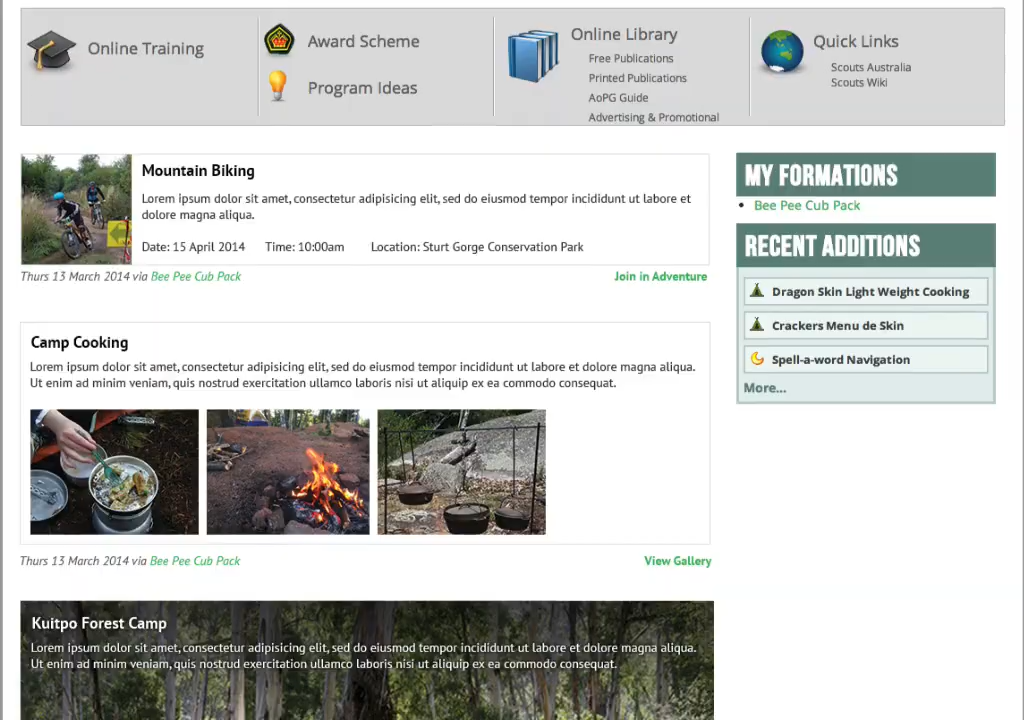 Online Training
Award Scheme
Program Ideas
Online Library
Free Publications
Printed Publications
AoPG Guide
Advertising & Promotional
Quick Links
Scouts Australia
Scouts Wiki
Mountain Biking
Lorem ipsum dolor sit amet, consectetur adipisicing elit, sed do eiusmod tempor incididunt ut labore et
dolore magna aliqua.
Date: 15 April 2014 Time: 10:00am Location: Sturt Gorge Conservation Park
Thurs 13 March 2014 via Bee Pee Cub Pack
Join in Adventure
Camp Cooking
Lorem ipsum dolor sit amet, consectetur adipisicing elit, sed do eiusmod tempor incididunt ut labore et dolore magna aliqua.
Ut enim ad minim veniam, quis nostrud exercitation ullamco laboris nisi ut aliquip ex ea commodo consequat.
Thurs 13 March 2014 via Bee Pee Cub Pack
View Gallery
Kuitpo Forest Camp
Lorem ipsum dolor sit amet, consectetur adipisicing elit, sed do eiusmod tempor incididunt ut labore et dolore magna aliqua.
Ut enim ad minim veniam, quis nostrud exercitation ullamco laboris nisi ut aliquip ex ea commodo consequat.
MY FORMATIONS
Bee Pee Cub Pack
RECENT ADDITIONS
Dragon Skin Light Weight Cooking
Crackers Menu de Skin
Spell-a-word Navigation
More...